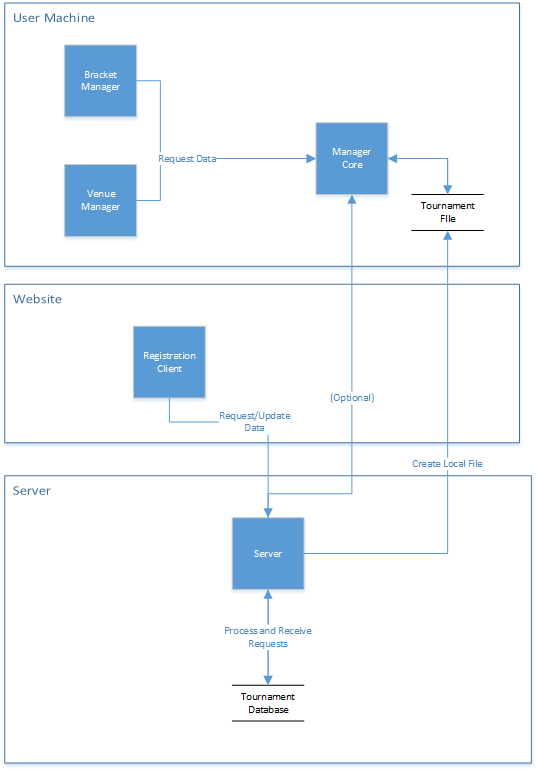 User Machine
Bracket
Manager
Request Data
Manager
Core
Venue
Manager
Tournament
File
Website
Registration
Client
(Optional)
Request/Update
Data
Create Local File
Server
Server
Process and Receive
Requests
Tournament
Database